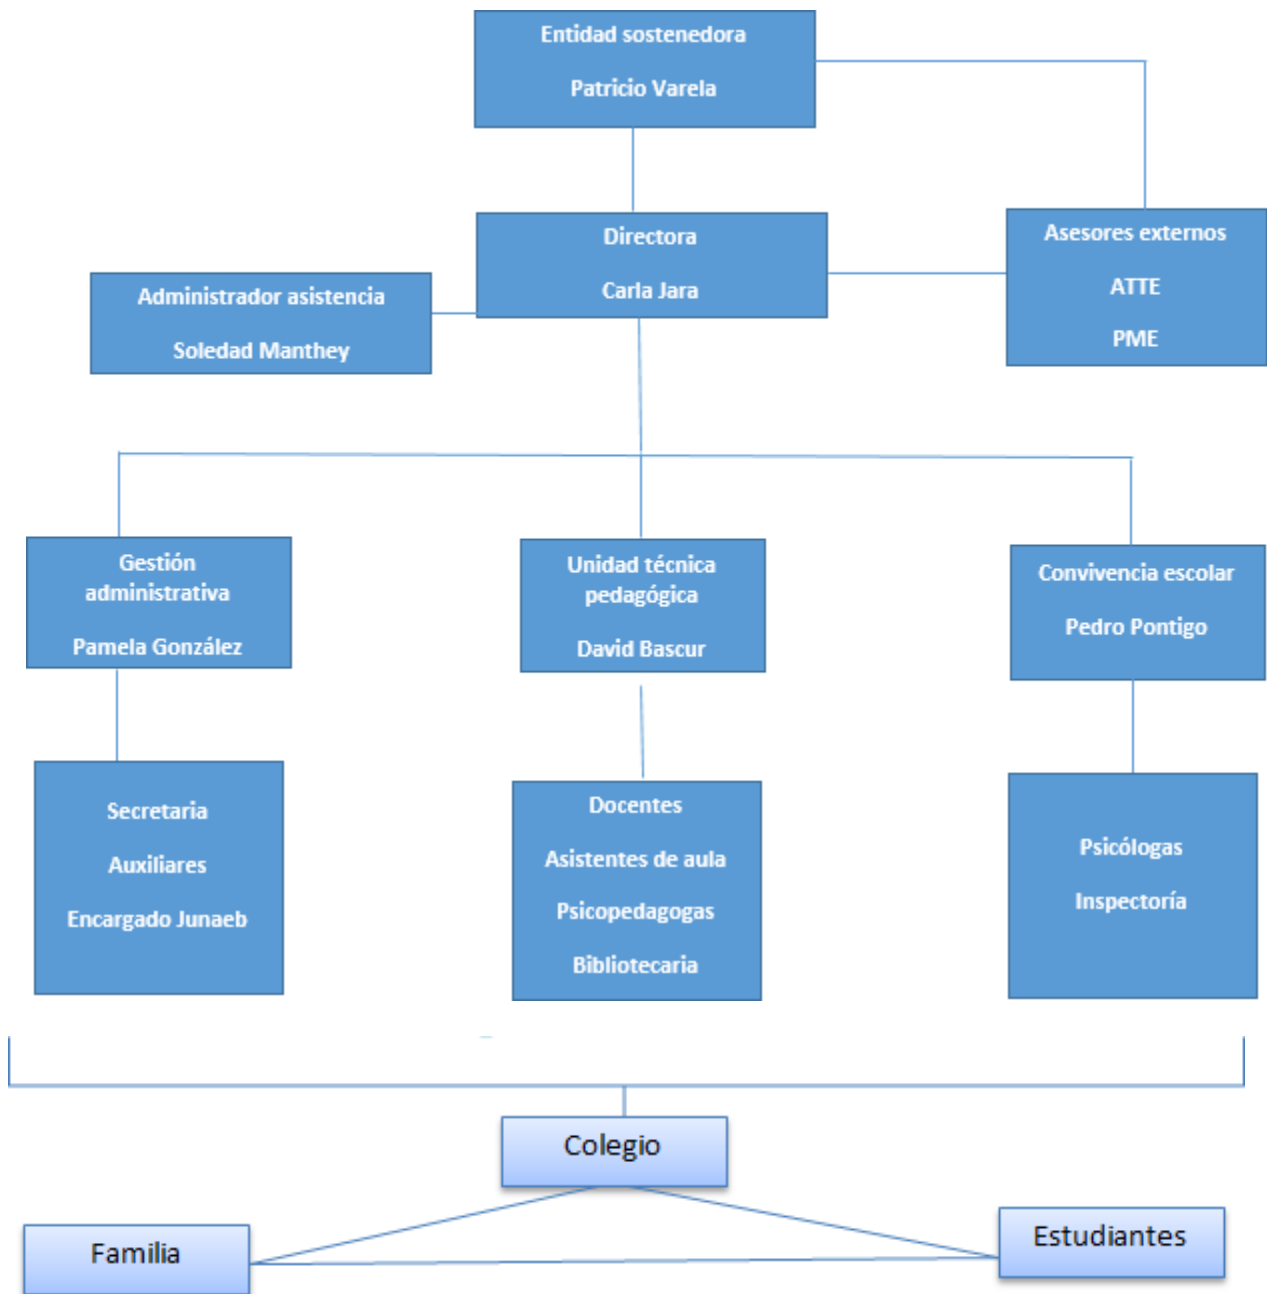 Entidad sostenedora
Patricio Varela
Directora
Carla Jara
Asesores externos
ATTE
PME
Administrador asistencia
Soledad Manthey
Gestión
administrativa
Pamela González
Unidad técnica
pedagógica
David Bascur
Convivencia escolar
Pedro Pontigo
Secretaria
Auxiliares
Encargado Junaeb
Docentes
Asistentes de aula
Psicopedagogas
Bibliotecaria
Psicólogas
Inspectoría
Colegio
Familia
Estudiantes